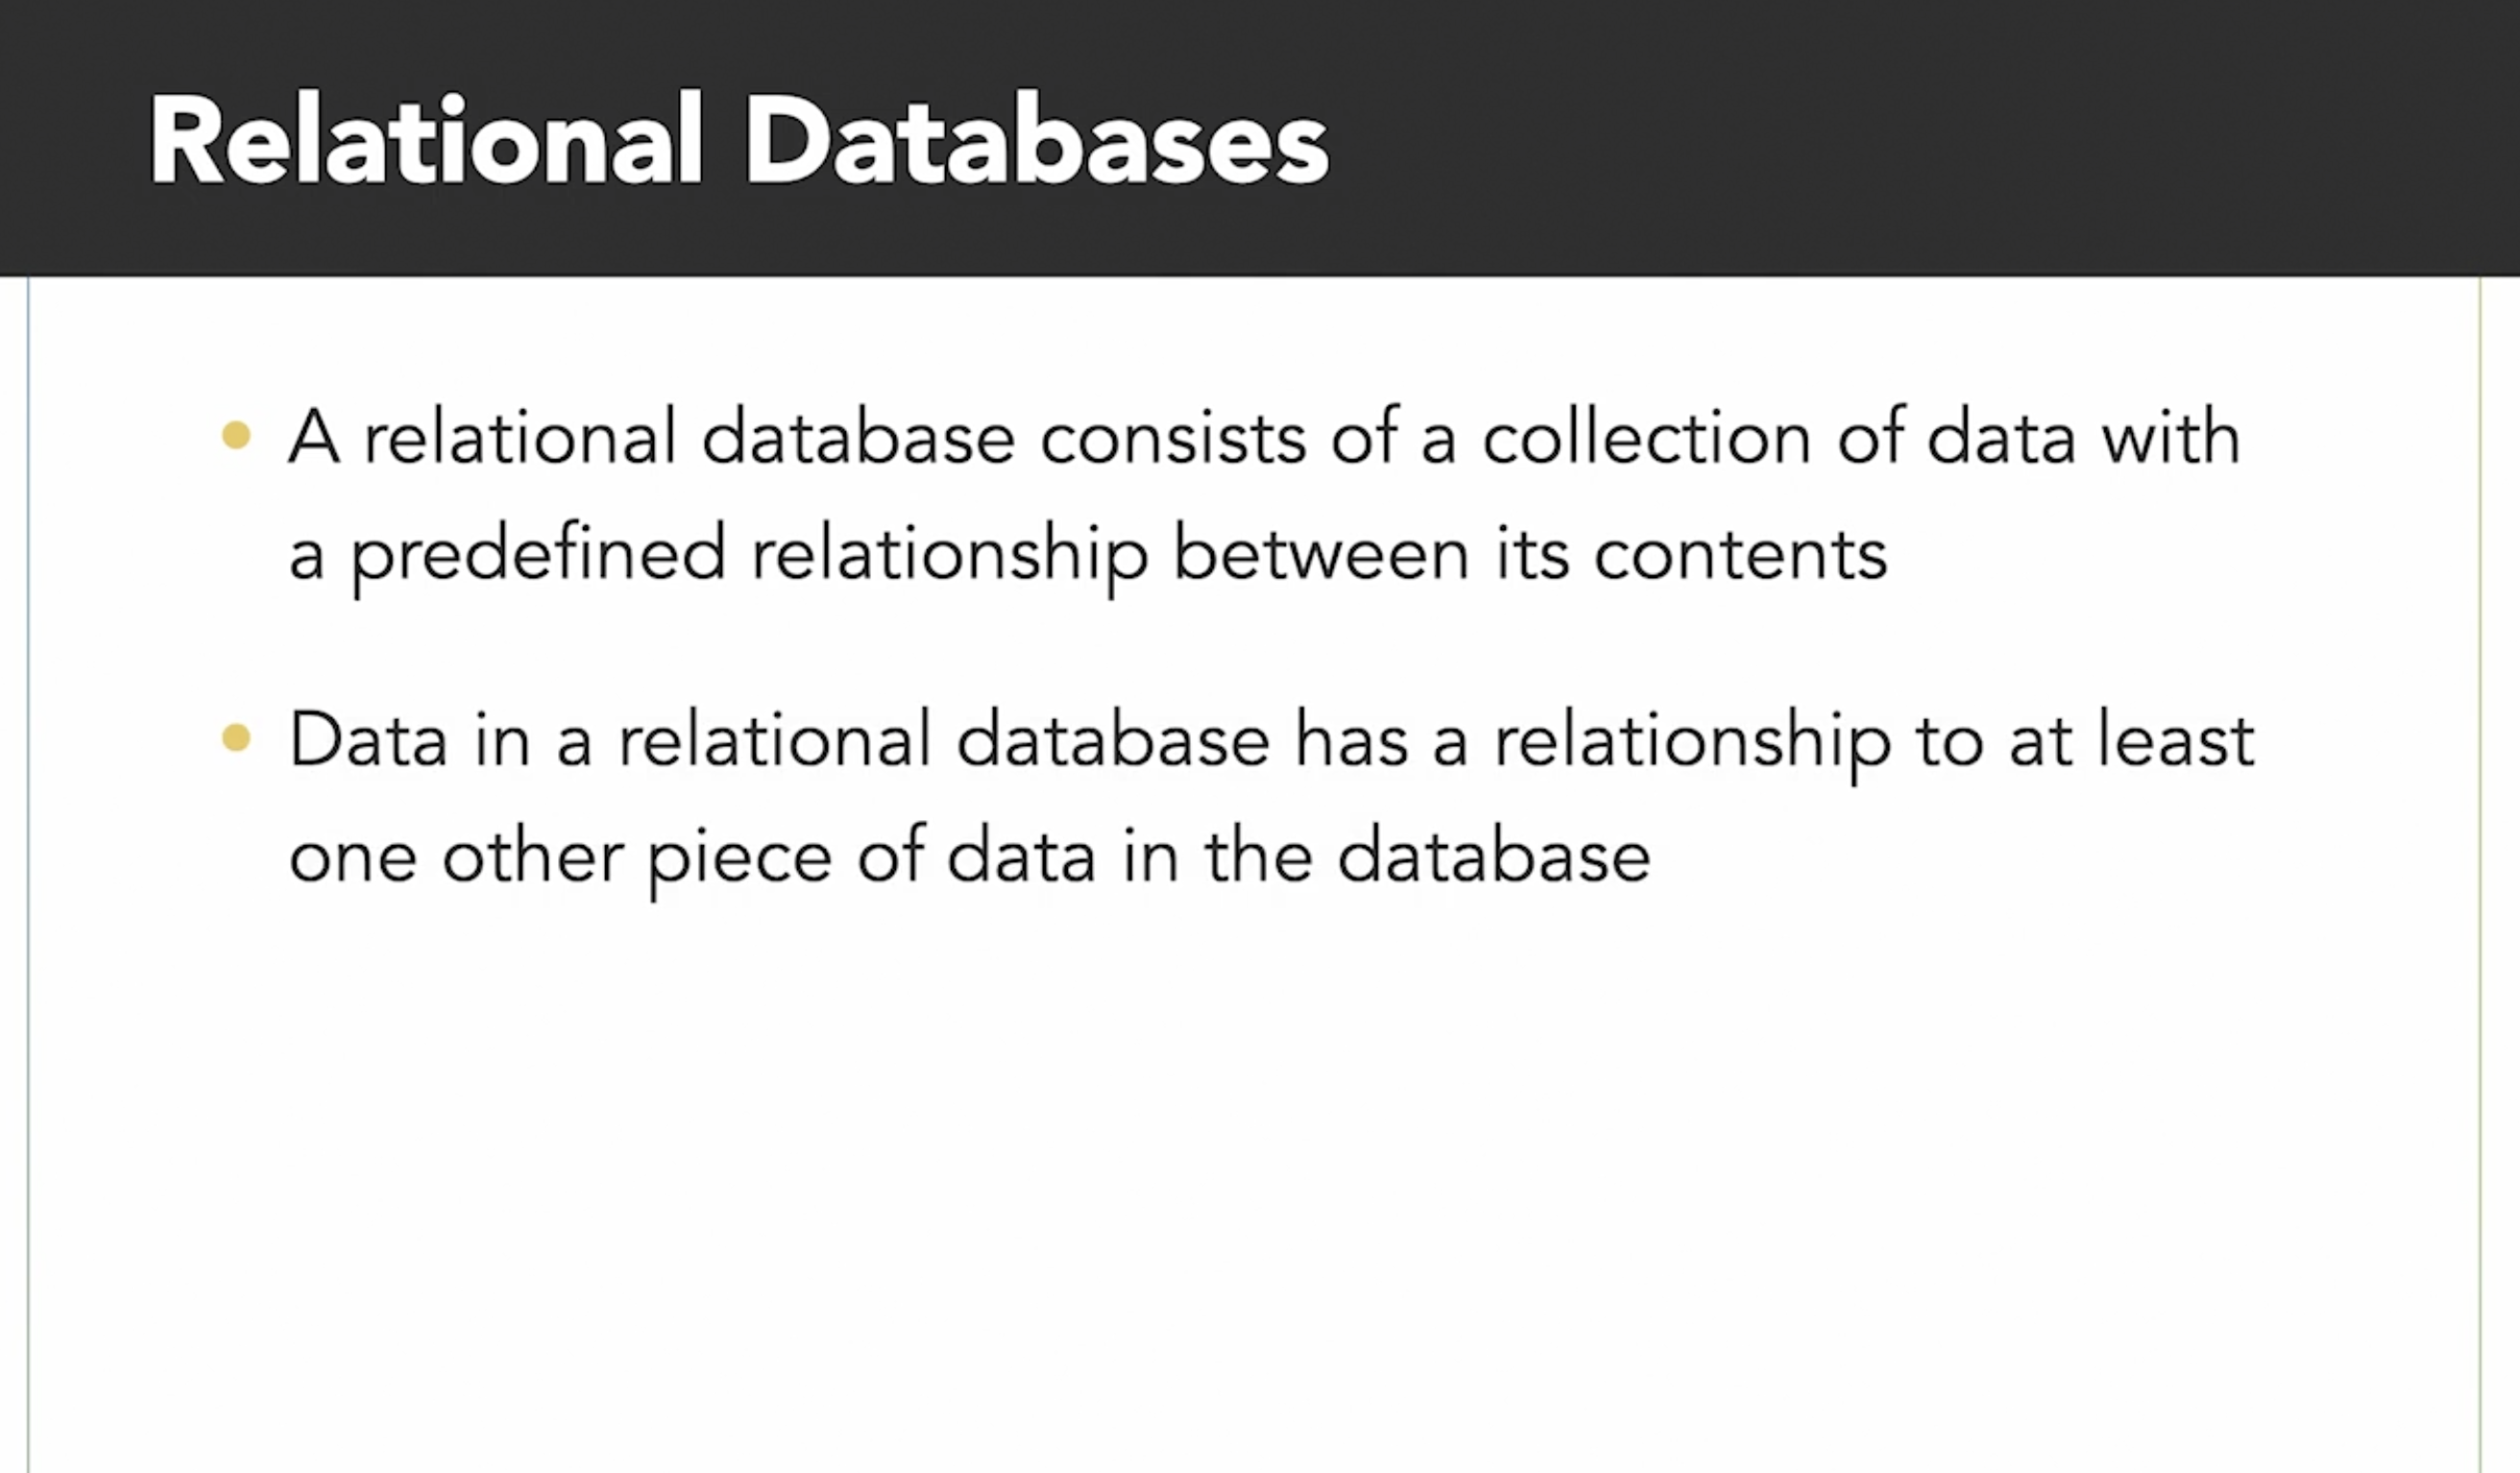 Relational Databases
• A relational database consists of a collection of data with
a predefined relationship between its contents
• Data in a relational database has a relationship to at least
one other piece of data in the database